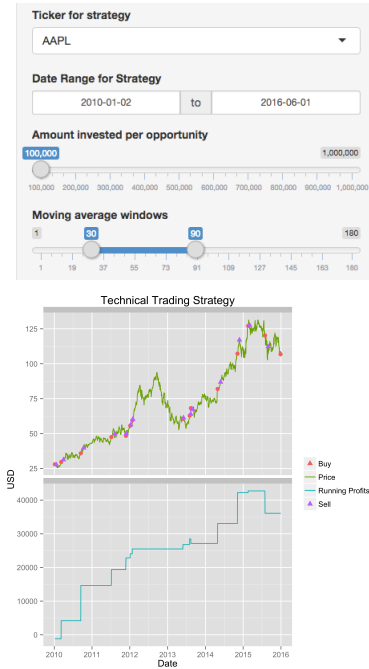 Ticker for strategy
AAPL
Date Range for Strategy
2010-01-02 to 2016-06-01
Amount invested per opportunity
100,000 1,000,000
100,000 200,000 300,000 400,000 500,000 600,000 700,000 800,000 900,000 1,000,000
Moving average windows
1 30 90 180
1 19 37 55 73 91 109 127 145 163 180
Technical Trading Strategy
125
100
75
50
25
USD
40000
30000
20000
10000
0
2010 2011 2012 2013 2014 2015 2016
Date
Buy
Price
Running Profits
Sell